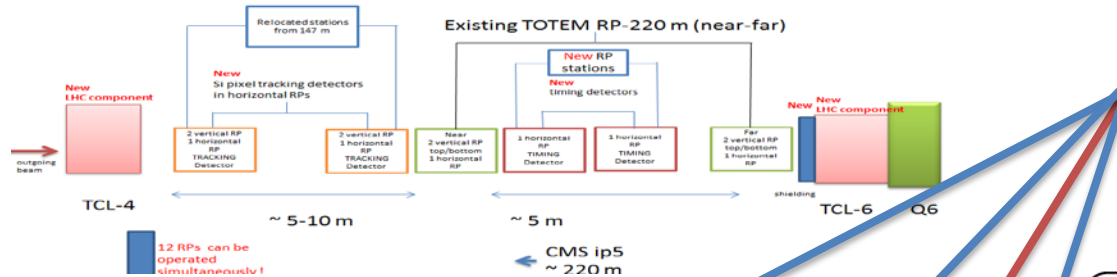 Relocated stations
from 147 m
Existing TOTEM RP-220 m (near-far)
New RP
stations
New
Si pixel tracking detectors
in horizontal RPs
New
timing detectors
New
LHC component
New
New
LHC component
outgoing
beam
2 vertical RP
1 horizontal
RP
TRACKING
Detector
2 vertical RP
1 horizontal
RP
TRACKING
Detector
Near
2 vertical RP
top/bottom
1 horizontal
RP
1 horizontal
RP
TIMING
Detector
1 horizontal
RP
TIMING
Detector
Far
2 vertical RP
top/bottom
1 horizontal RP
shielding
TCL-4
~ 5-10 m
~ 5 m
TCL-6
Q6
12 RPs can be
operated
simultaneously !
CMS ip5
~ 220 m